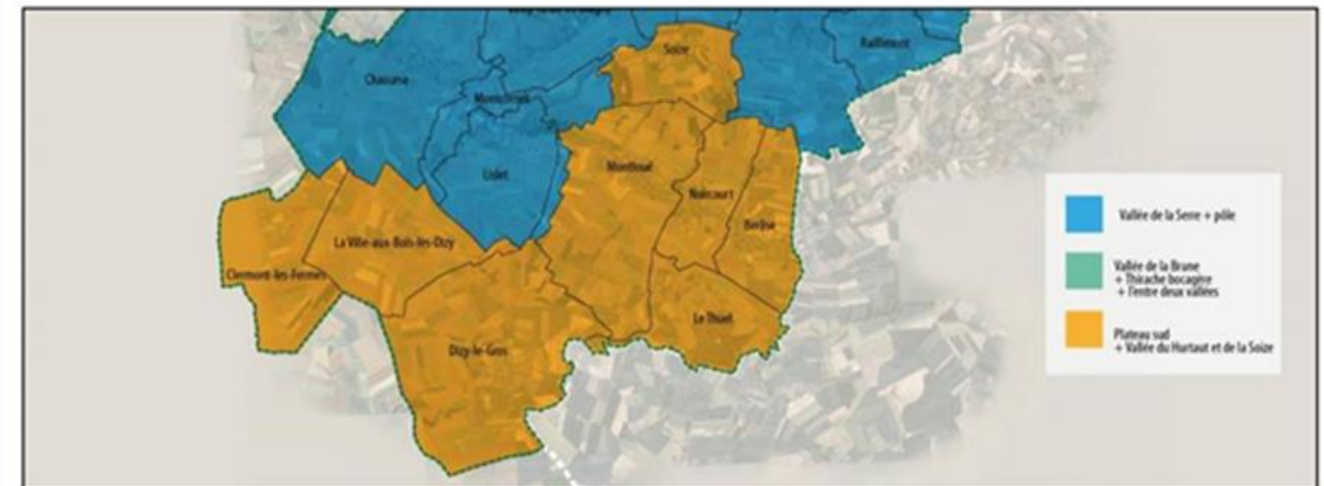 Raillimont
Soize
Chaourse
Montloué
Lislet
Noircourt
Berlise
La Ville-aux-Bois-lès-Dizy
Clermont-les-Fermes
Le Thuel
Dizy-le-Gros
Vallée de la Serre + pôle
Vallée de la Brune
+ Thiérache bocagère
+ l'entre deux vallées
Plateau sud
+ Vallée du Hurtaut et de la Soize